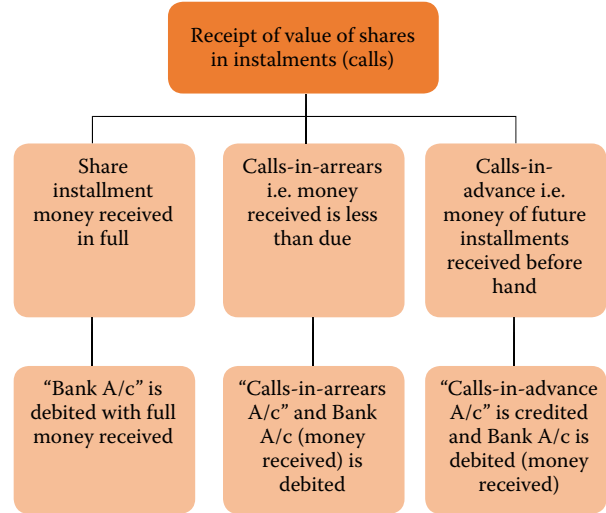 Receipt of value of shares
in instalments (calls)
Share
installment
money received
in full
Calls-in-arrears
i.e. money
received is less
than due
Calls-in-
advance i.e.
money of future
installments
received before
hand
“Bank A/c” is
debited with full
money received
“Calls-in-arrears
A/c” and Bank
A/c (money
received) is
debited
“Calls-in-advance
A/c” is credited
and Bank A/c is
debited (money
received)